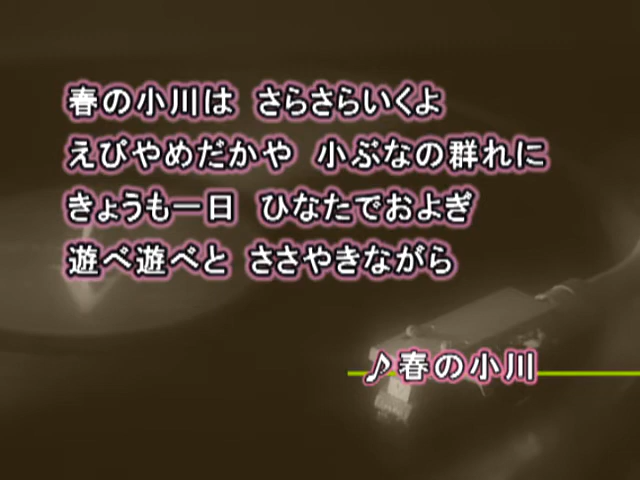 春の小川は さらさらいくよ
えびやめだかや 小ぶなの群れに
きょうも一日 ひなたでおよぎ
遊べ遊べと ささやきながら
♪春の小川